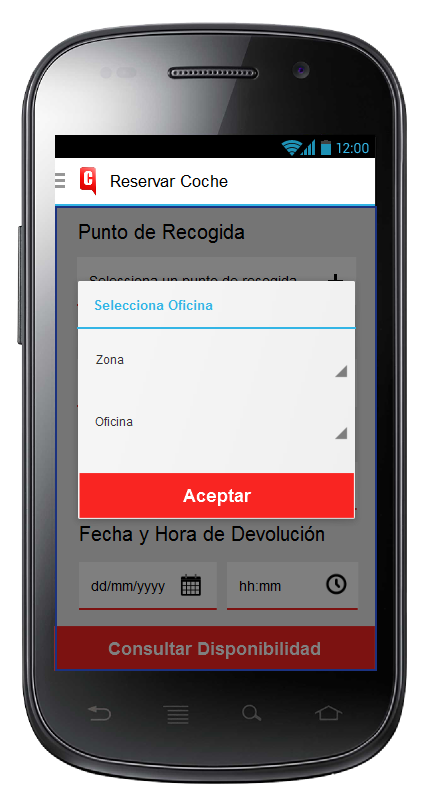 12:00
C
Reservar Coche
Punto de Recogida
Selecciona un punto de recogida
Selecciona Oficina
Zona
Oficina
Aceptar
Fecha y Hora de Devolución
dd/mm/yyyy
hh:mm
Consultar Disponibilidad